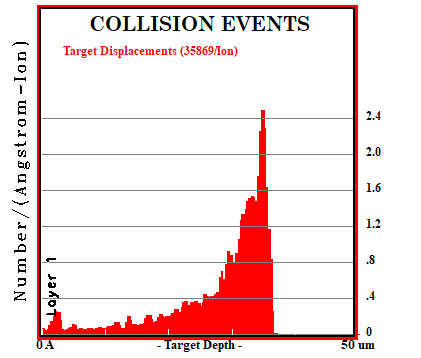 COLLISION EVENTS
Target Displacements (35869/Ion)
Number/(Angstrom-Ion)
2.4
2.0
1.6
1.2
.8
.4
0
Layer 1
0 A
- Target Depth -
50 um